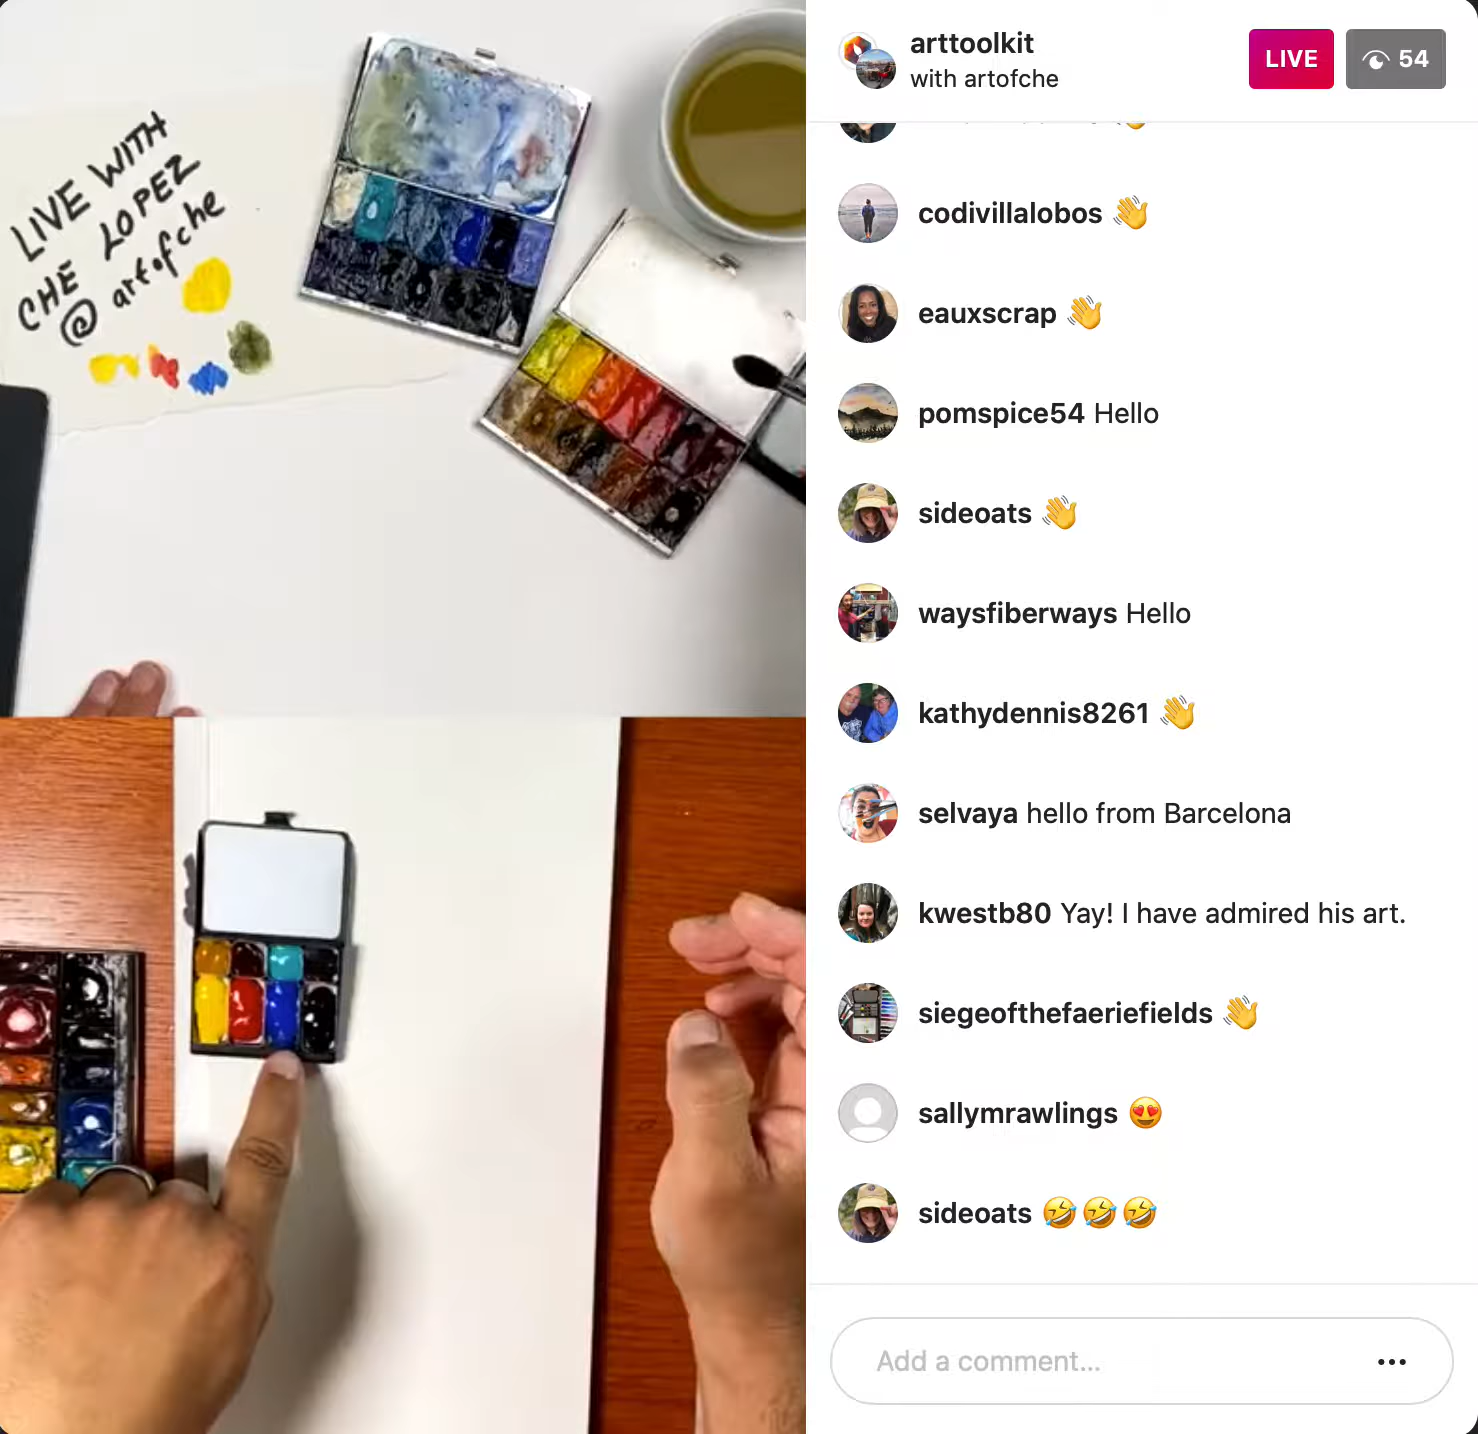 LIVE WITH
CHE LOPEZ
@ artofche
arttoolkit
with artofche
LIVE
54
codivillalobos 👋
eauxscrap 👋
pomspice54 Hello
sideoats 👋
waysfiberways Hello
kathydennis8261 👋
selvaya hello from Barcelona
kwestb80 Yay! I have admired his art.
siegeofthefaeriefields 👋
sallymrawlings 😍
sideoats 🤣🤣🤣
Add a comment...